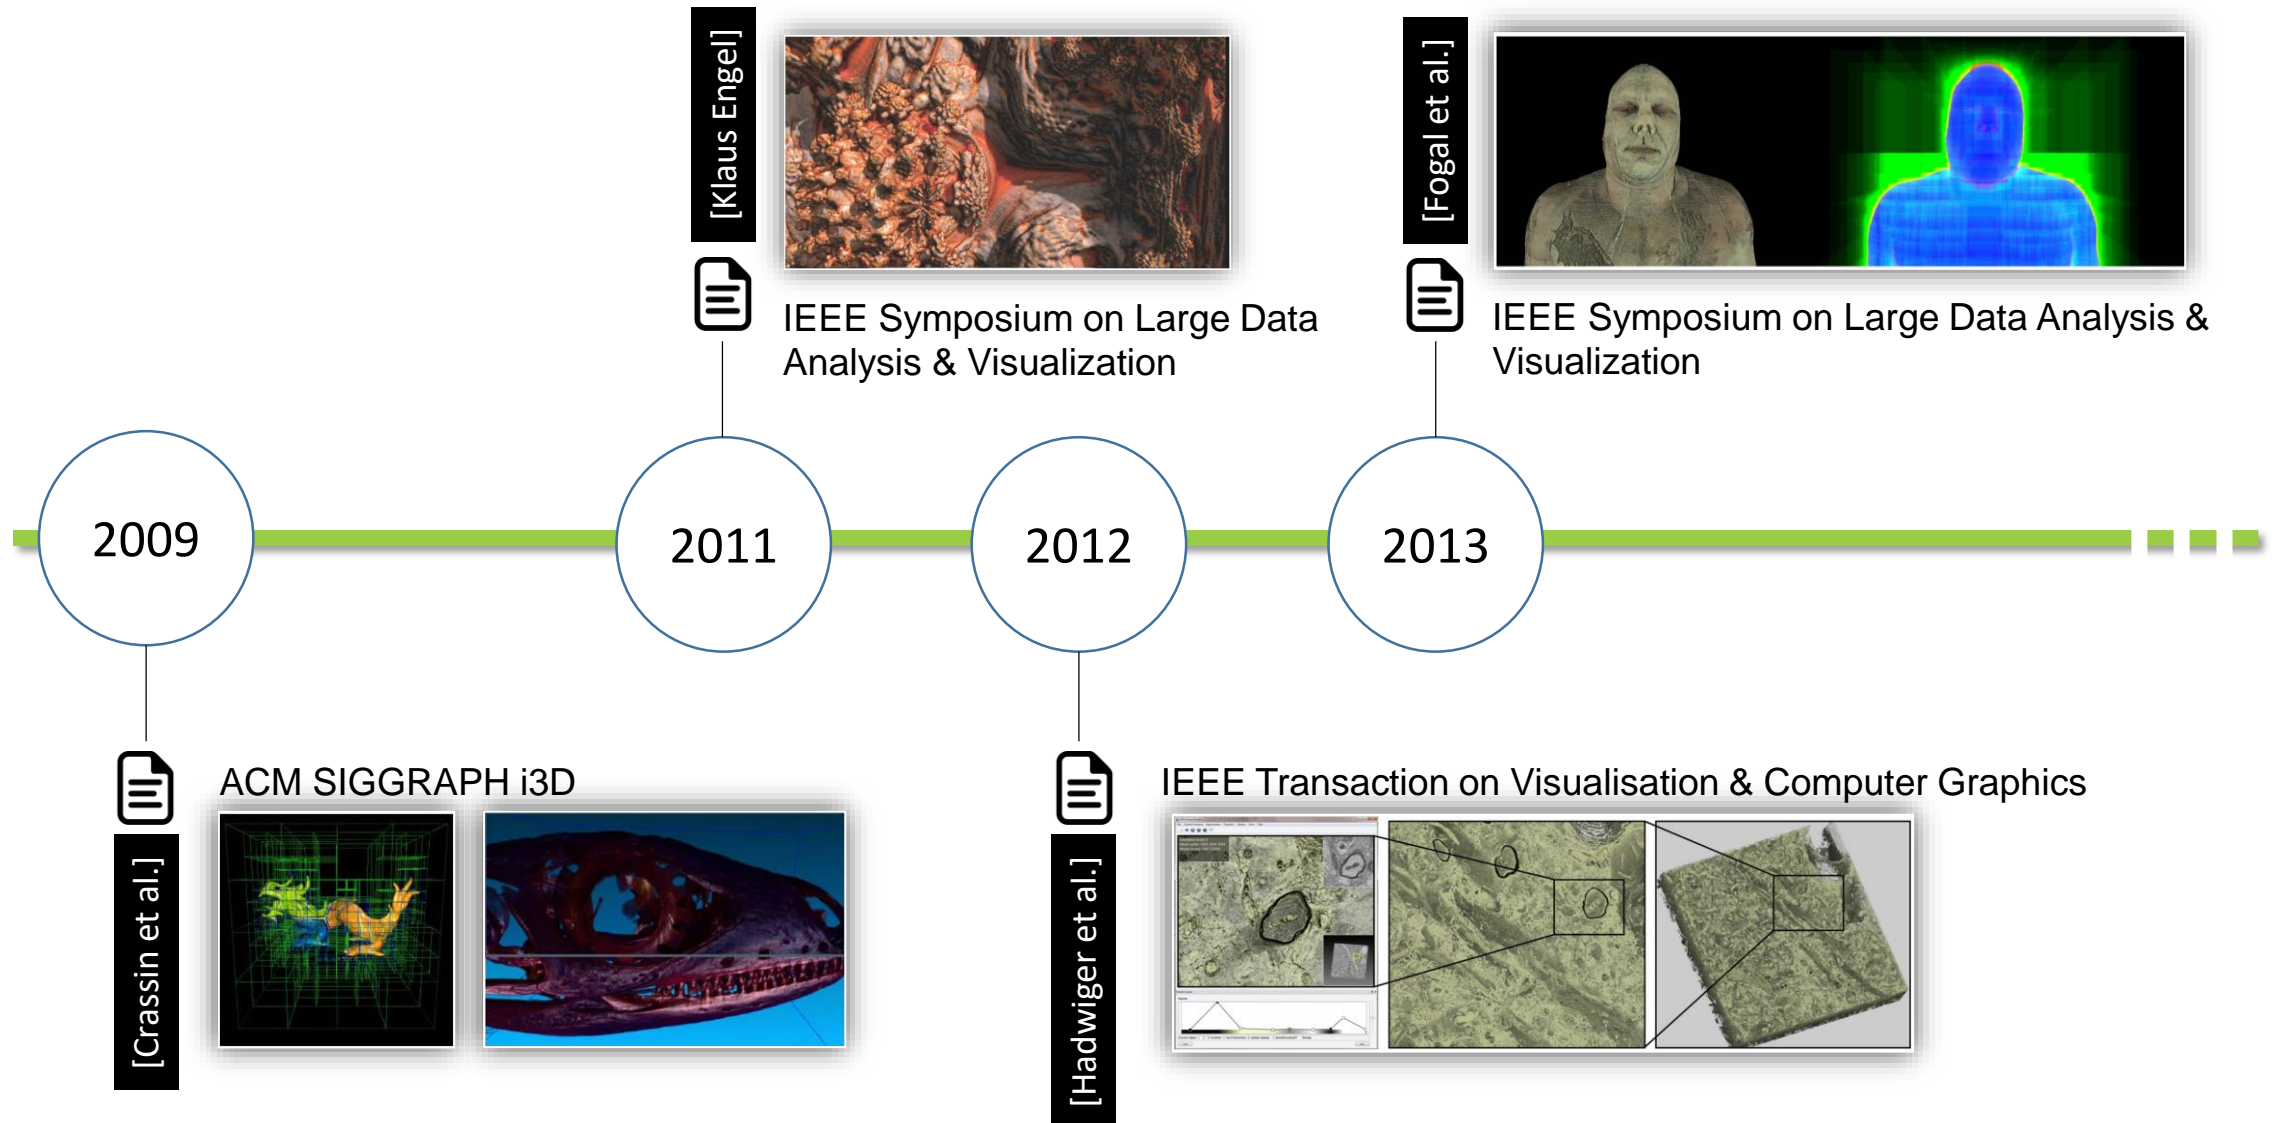 [Klaus Engel]
IEEE Symposium on Large Data
Analysis & Visualization
[Fogal et al.]
IEEE Symposium on Large Data Analysis &
Visualization
2009
2011
2012
2013
[Crassin et al.]
ACM SIGGRAPH i3D
[Hadwiger et al.]
IEEE Transaction on Visualisation & Computer Graphics